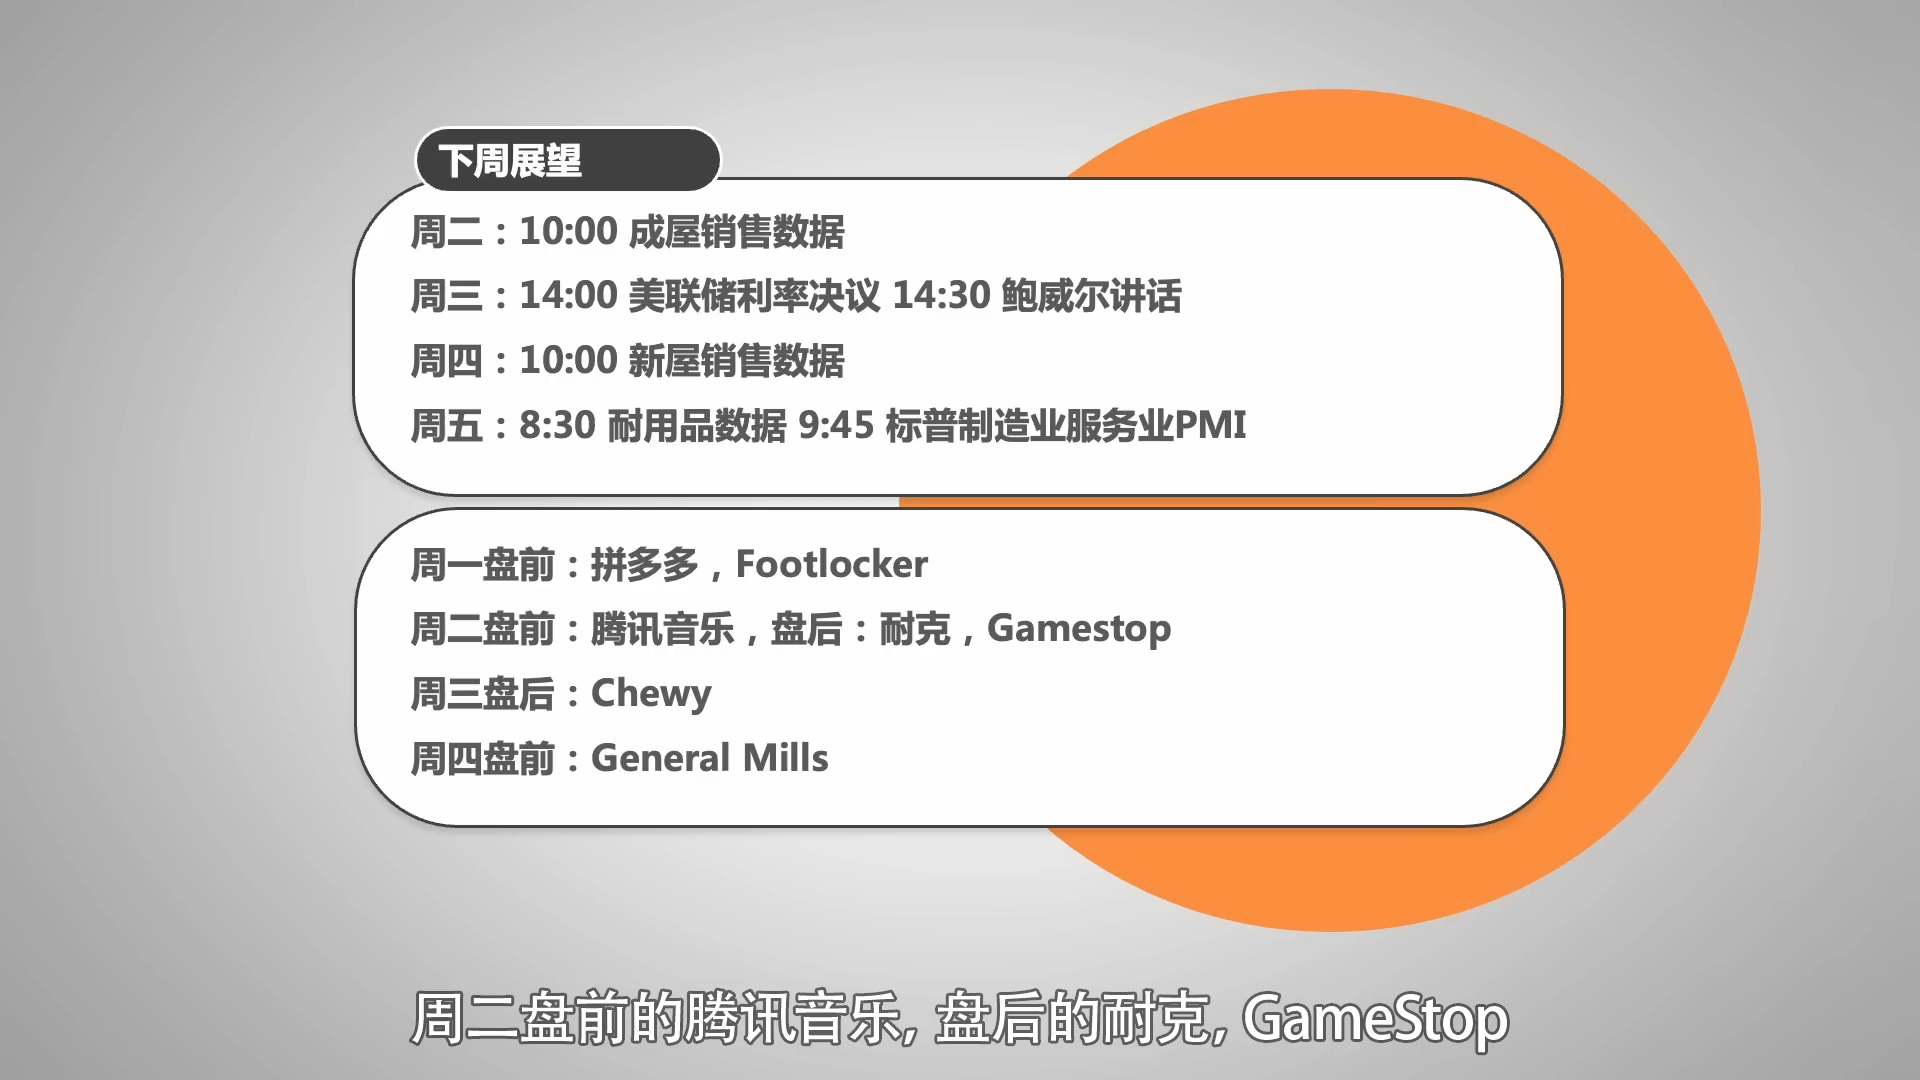 下周展望
周二：10:00 成屋销售数据
周三：14:00 美联储利率决议 14:30 鲍威尔讲话
周四：10:00 新屋销售数据
周五：8:30 耐用品数据 9:45 标普制造业服务业PMI
周一盘前：拼多多，Footlocker
周二盘前：腾讯音乐，盘后：耐克，Gamestop
周三盘后：Chewy
周四盘前：General Mills
周二盘前的腾讯音乐, 盘后的耐克, GameStop